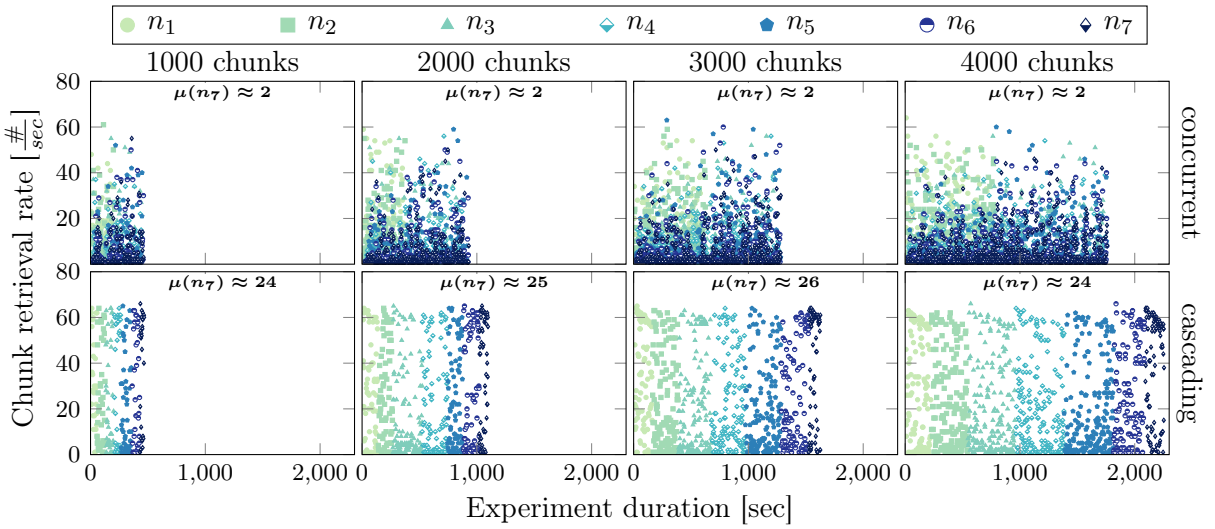 n1 n2 n3 n4 n5 n6 n7
1000 chunks 2000 chunks 3000 chunks 4000 chunks
μ(n7) ≈ 2 μ(n7) ≈ 2 μ(n7) ≈ 2 μ(n7) ≈ 2
80
60
40
20
concurrent
Chunk retrieval rate [#/sec]
μ(n7) ≈ 24 μ(n7) ≈ 25 μ(n7) ≈ 26 μ(n7) ≈ 24
80
60
40
20
0
cascading
0 1,000 2,000 0 1,000 2,000 0 1,000 2,000 0 1,000 2,000
Experiment duration [sec]